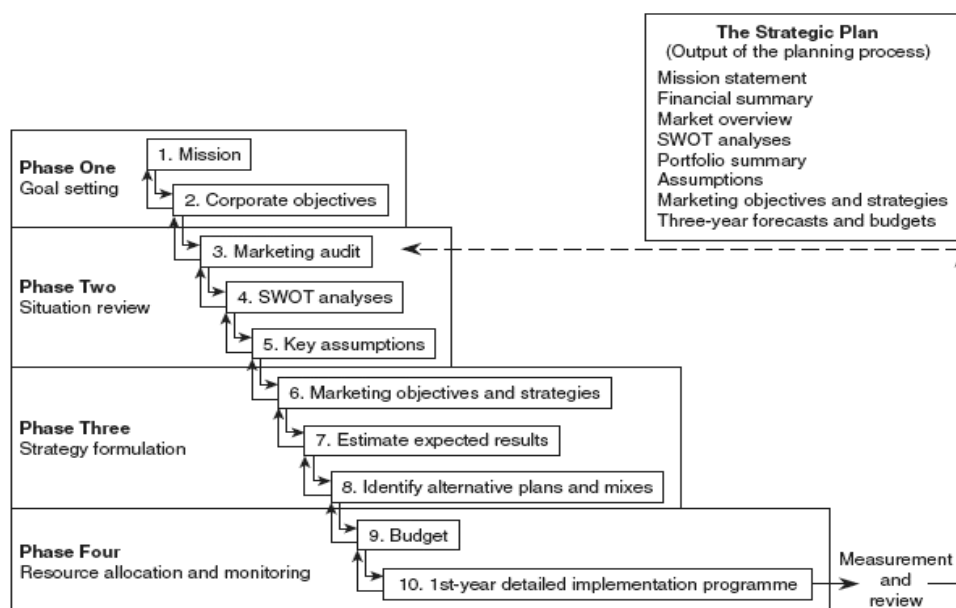 The Strategic Plan
(Output of the planning process)
Mission statement
Financial summary
Market overview
SWOT analyses
Portfolio summary
Assumptions
Marketing objectives and strategies
Three-year forecasts and budgets
Phase One
Goal setting
1. Mission
2. Corporate objectives
Phase Two
Situation review
3. Marketing audit
4. SWOT analyses
5. Key assumptions
Phase Three
Strategy formulation
6. Marketing objectives and strategies
7. Estimate expected results
8. Identify alternative plans and mixes
Phase Four
Resource allocation and monitoring
9. Budget
10. 1st-year detailed implementation programme
Measurement
and
review